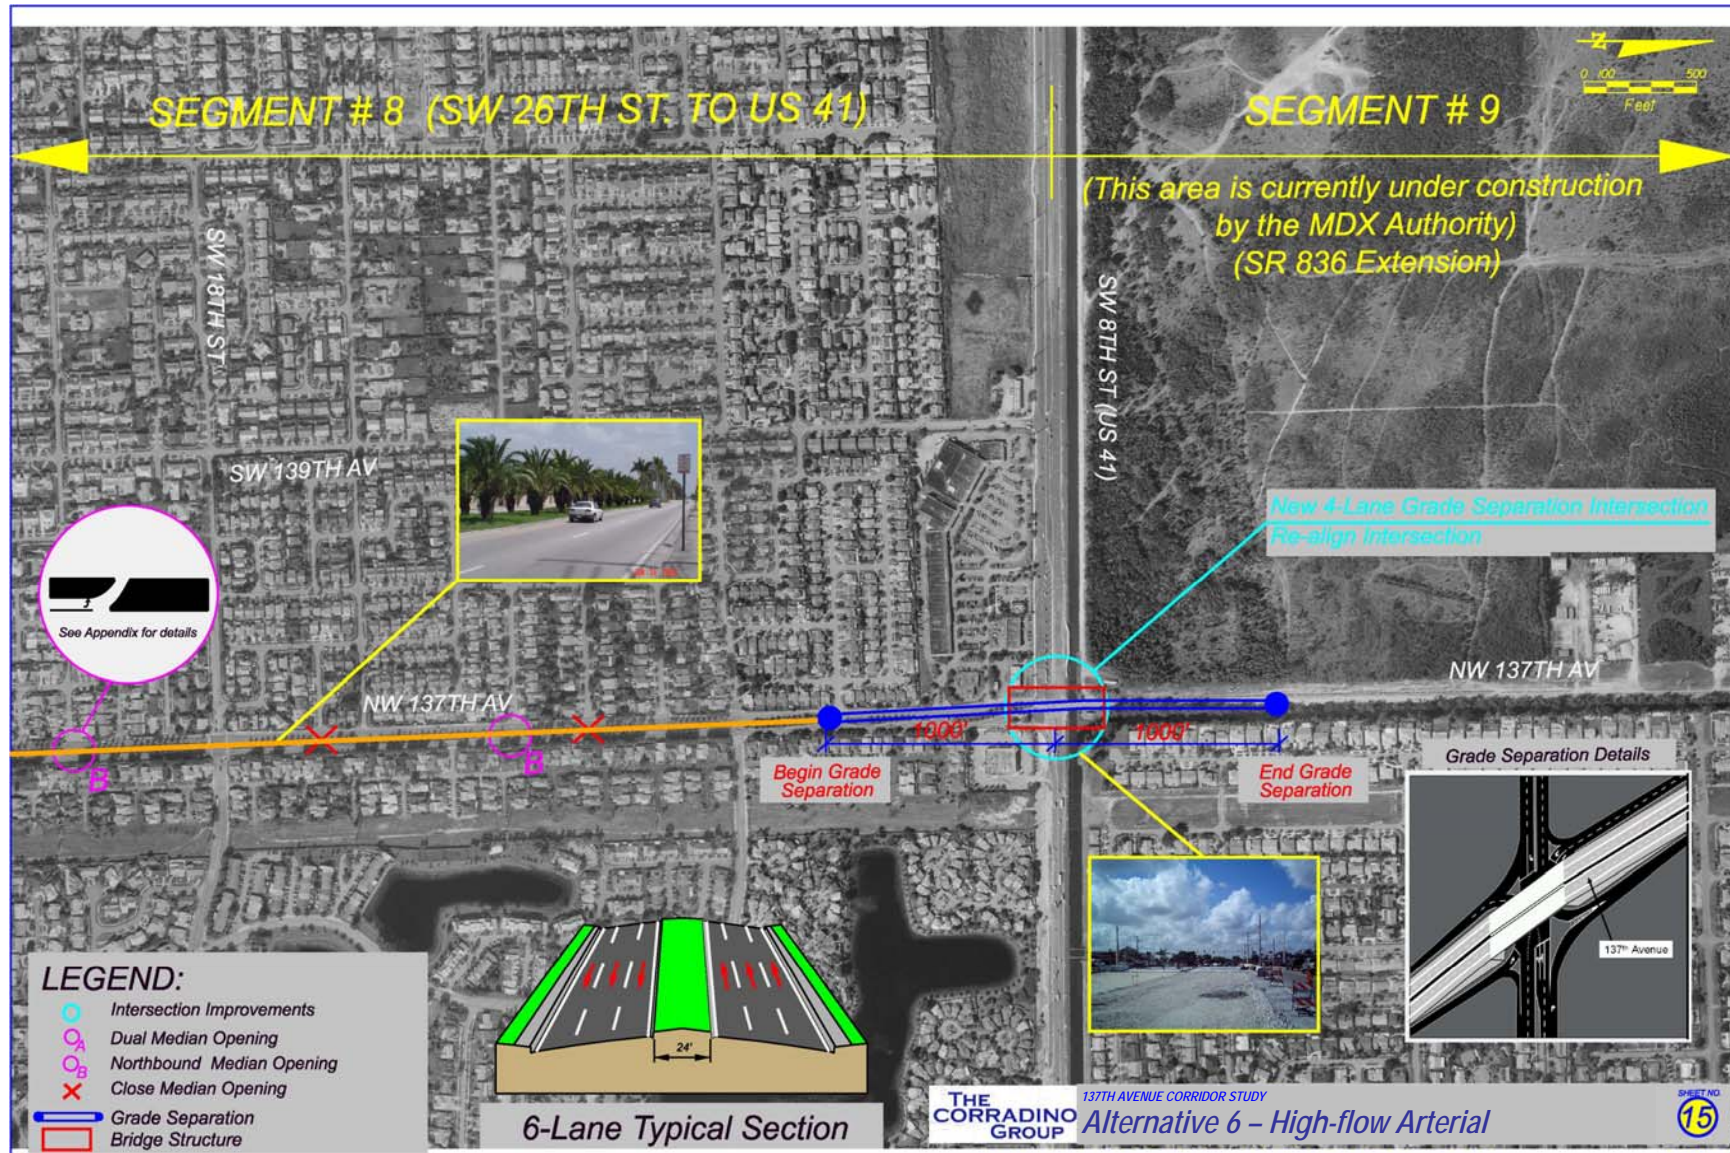 SEGMENT # 8 (SW 26TH ST. TO US 41)
SEGMENT # 9
(This area is currently under construction
by the MDX Authority)
(SR 836 Extension)
Z
0 100 500
Feet
SW 18TH ST
SW 139TH AV
SW 8TH ST (US 41)
New 4-Lane Grade Separation Intersection
Re-align Intersection
See Appendix for details
NW 137TH AV
NW 137TH AV
B
B
1000'
1000'
Begin Grade
Separation
End Grade
Separation
Grade Separation Details
137th Avenue
LEGEND:
Intersection Improvements
A
Dual Median Opening
B
Northbound Median Opening
Close Median Opening
Grade Separation
Bridge Structure
24'
6-Lane Typical Section
THE
CORRADINO
GROUP
137TH AVENUE CORRIDOR STUDY
Alternative 6 – High-flow Arterial
SHEET NO.
15